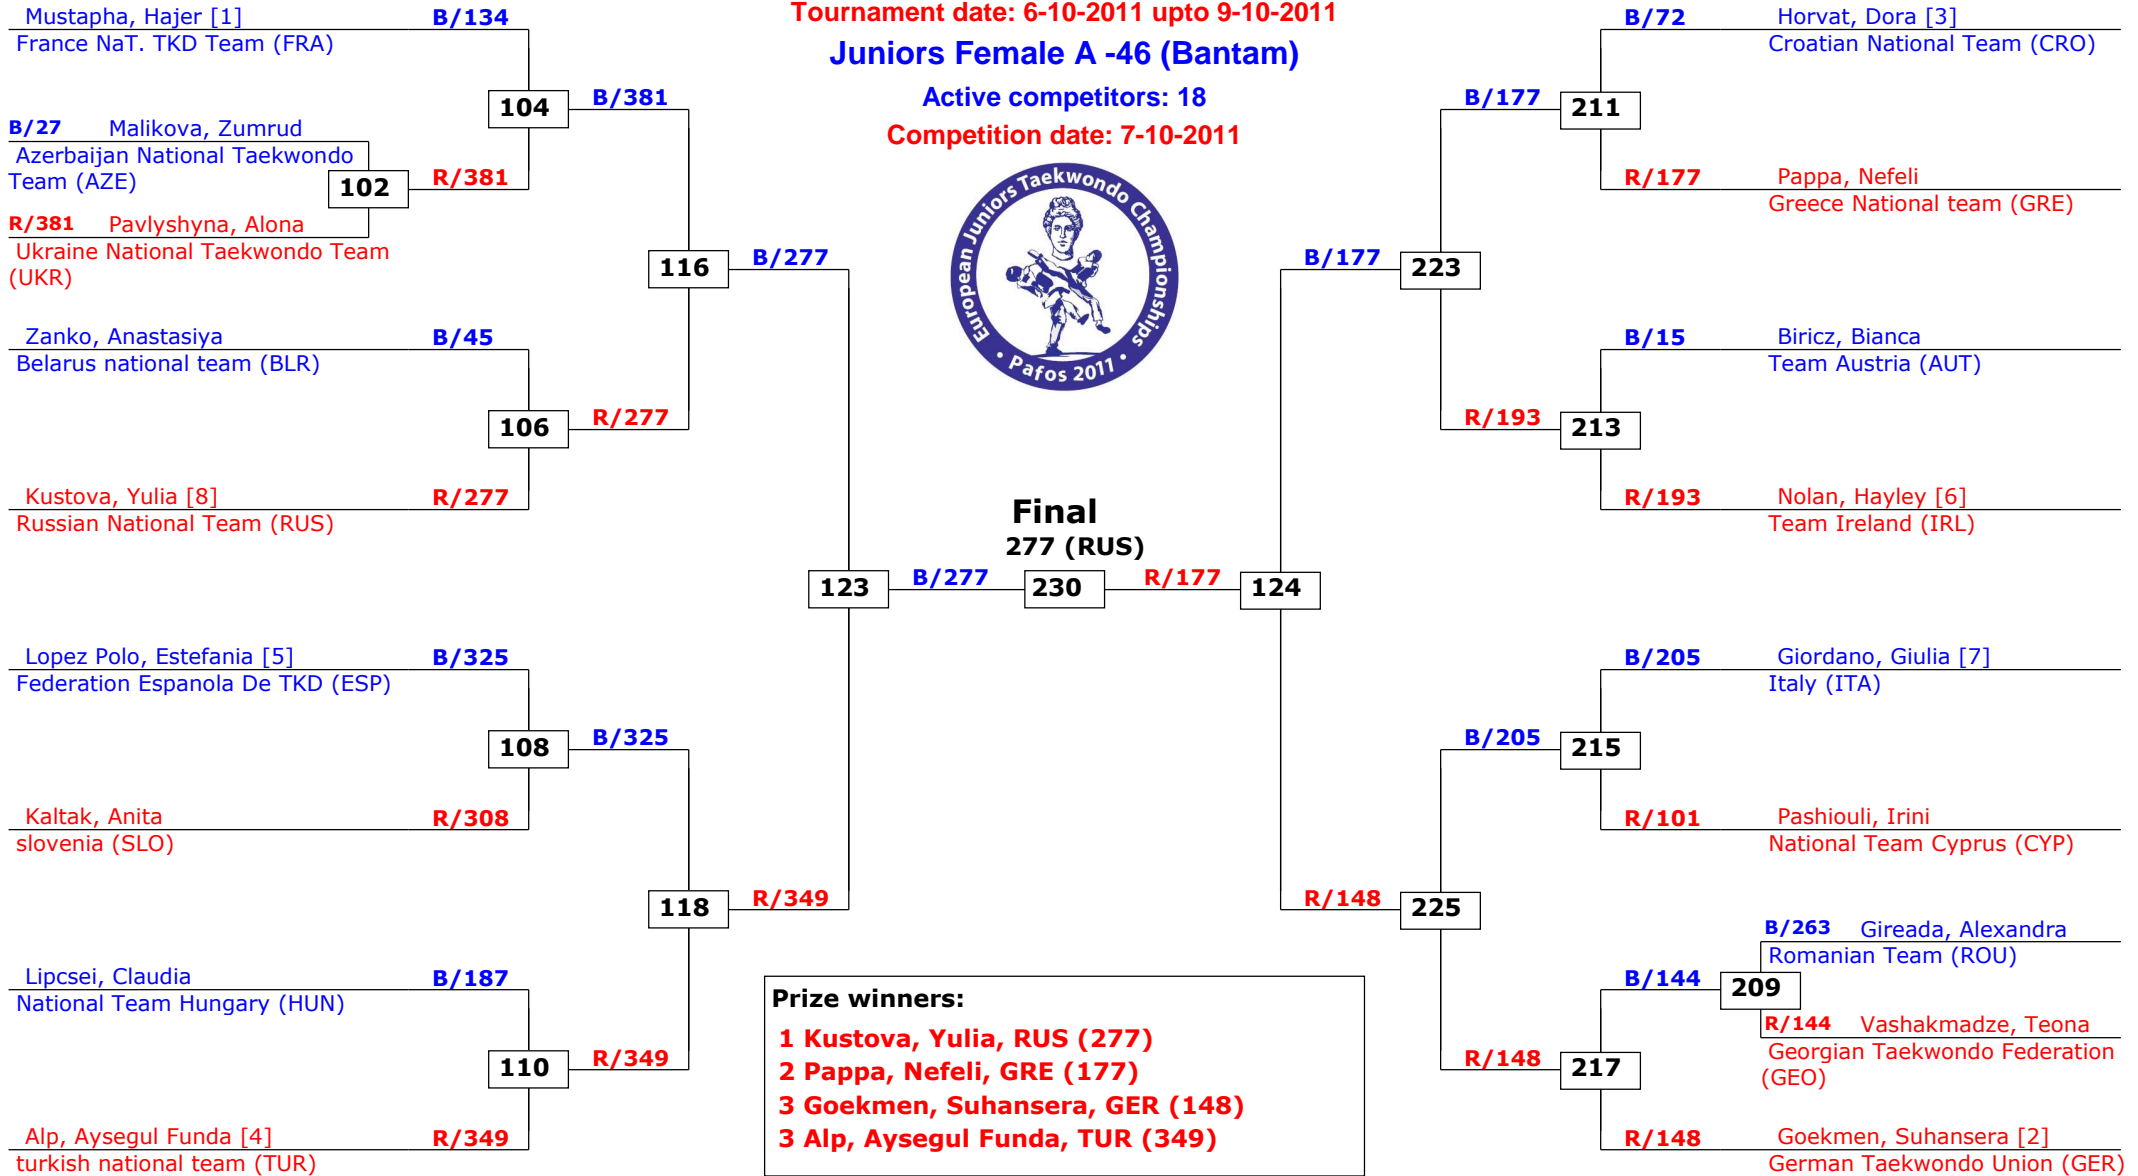 Tournament date: 6-10-2011 upto 9-10-2011
Juniors Female A -46 (Bantam)
Active competitors: 18
Competition date: 7-10-2011
European Juniors Taekwondo Championships
• Pafos 2011 •
Mustapha, Hajer [1] B/134
France NaT. TKD Team (FRA)
104 B/381
B/27 Malikova, Zumrud
Azerbaijan National Taekwondo
Team (AZE)
102 R/381
R/381 Pavlyshyna, Alona
Ukraine National Taekwondo Team
(UKR)
116 B/277
Zanko, Anastasiya B/45
Belarus national team (BLR)
106 R/277
Kustova, Yulia [8] R/277
Russian National Team (RUS)
Final
277 (RUS)
123 B/277 230 R/177 124
Lopez Polo, Estefania [5] B/325
Federation Espanola De TKD (ESP)
108 B/325
Kaltak, Anita R/308
slovenia (SLO)
118 R/349
Lipcsei, Claudia B/187
National Team Hungary (HUN)
110 R/349
Alp, Aysegul Funda [4] R/349
turkish national team (TUR)
B/72 Horvat, Dora [3]
Croatian National Team (CRO)
B/177 211
R/177 Pappa, Nefeli
Greece National team (GRE)
B/177 223
B/15 Biricz, Bianca
Team Austria (AUT)
R/193 213
R/193 Nolan, Hayley [6]
Team Ireland (IRL)
B/205 Giordano, Giulia [7]
Italy (ITA)
B/205 215
R/101 Pashiouli, Irini
National Team Cyprus (CYP)
R/148 225
B/263 Gireada, Alexandra
Romanian Team (ROU)
B/144 209
R/144 Vashakmadze, Teona
Georgian Taekwondo Federation
(GEO)
R/148 217
R/148 Goekmen, Suhansera [2]
German Taekwondo Union (GER)
Prize winners:
1 Kustova, Yulia, RUS (277)
2 Pappa, Nefeli, GRE (177)
3 Goekmen, Suhansera, GER (148)
3 Alp, Aysegul Funda, TUR (349)